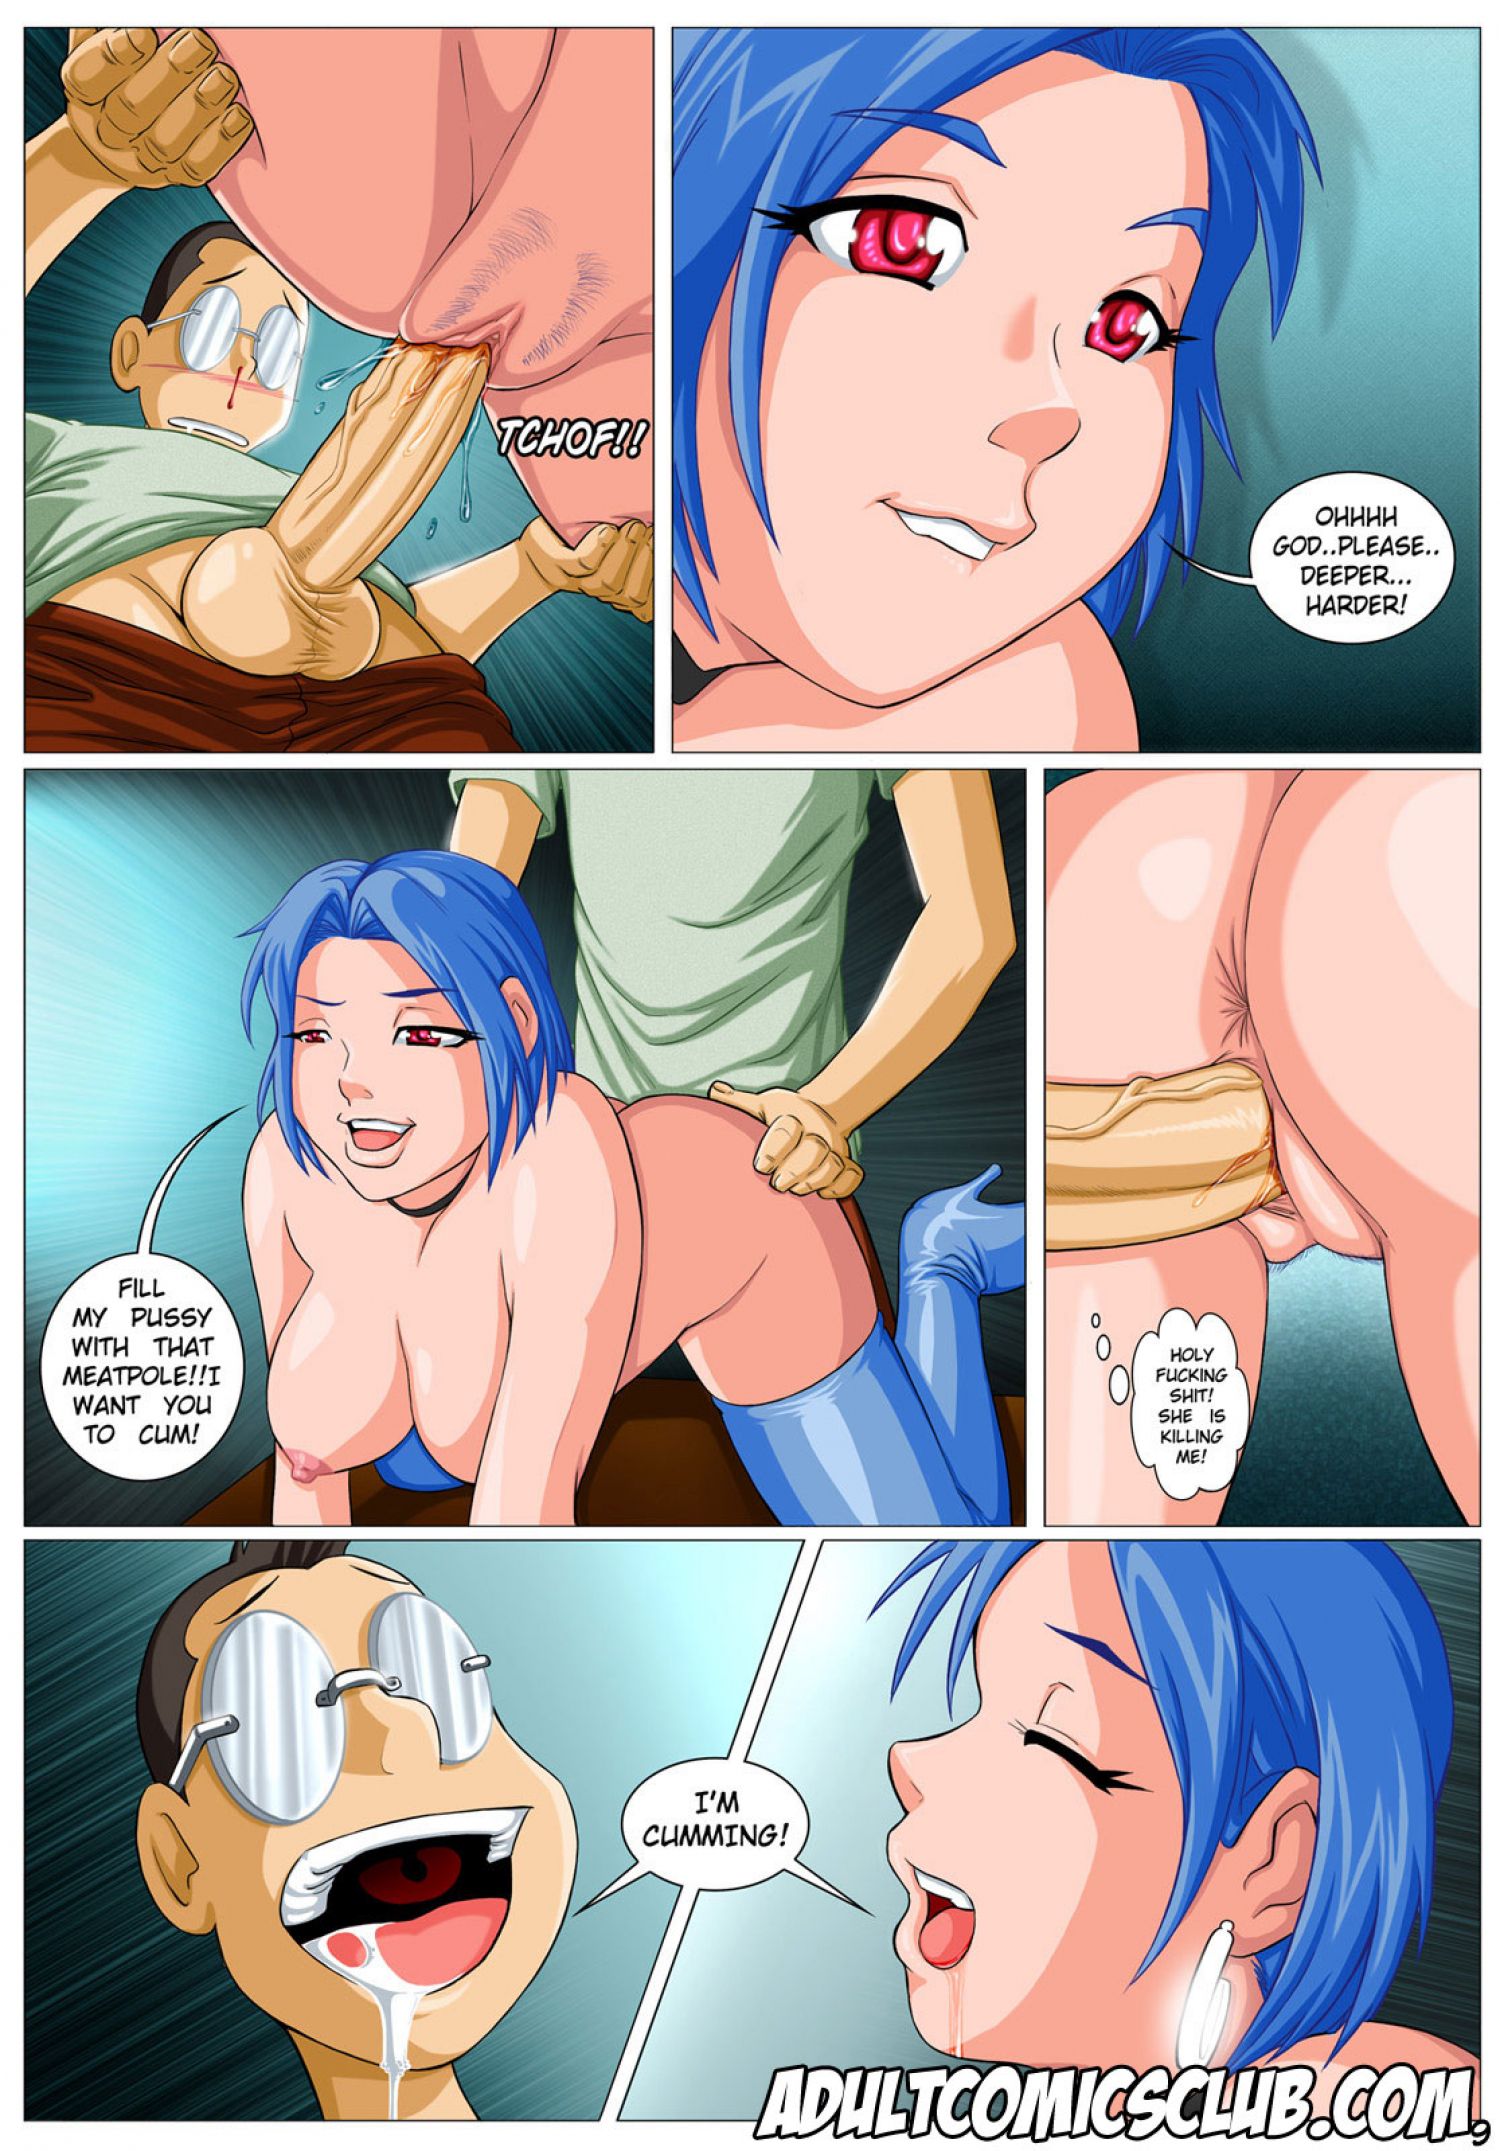 TCHOF!!
OHHHH
GOD..PLEASE..
DEEPER...
HARDER!
FILL
MY PUSSY
WITH THAT
MEATPOLE!!I
WANT YOU
TO CUM!
HOLY
FUCKING
SHIT!
SHE IS
KILLING
ME!
I'M
CUMMING!
ADULTCOMICSCLUB.COM
9